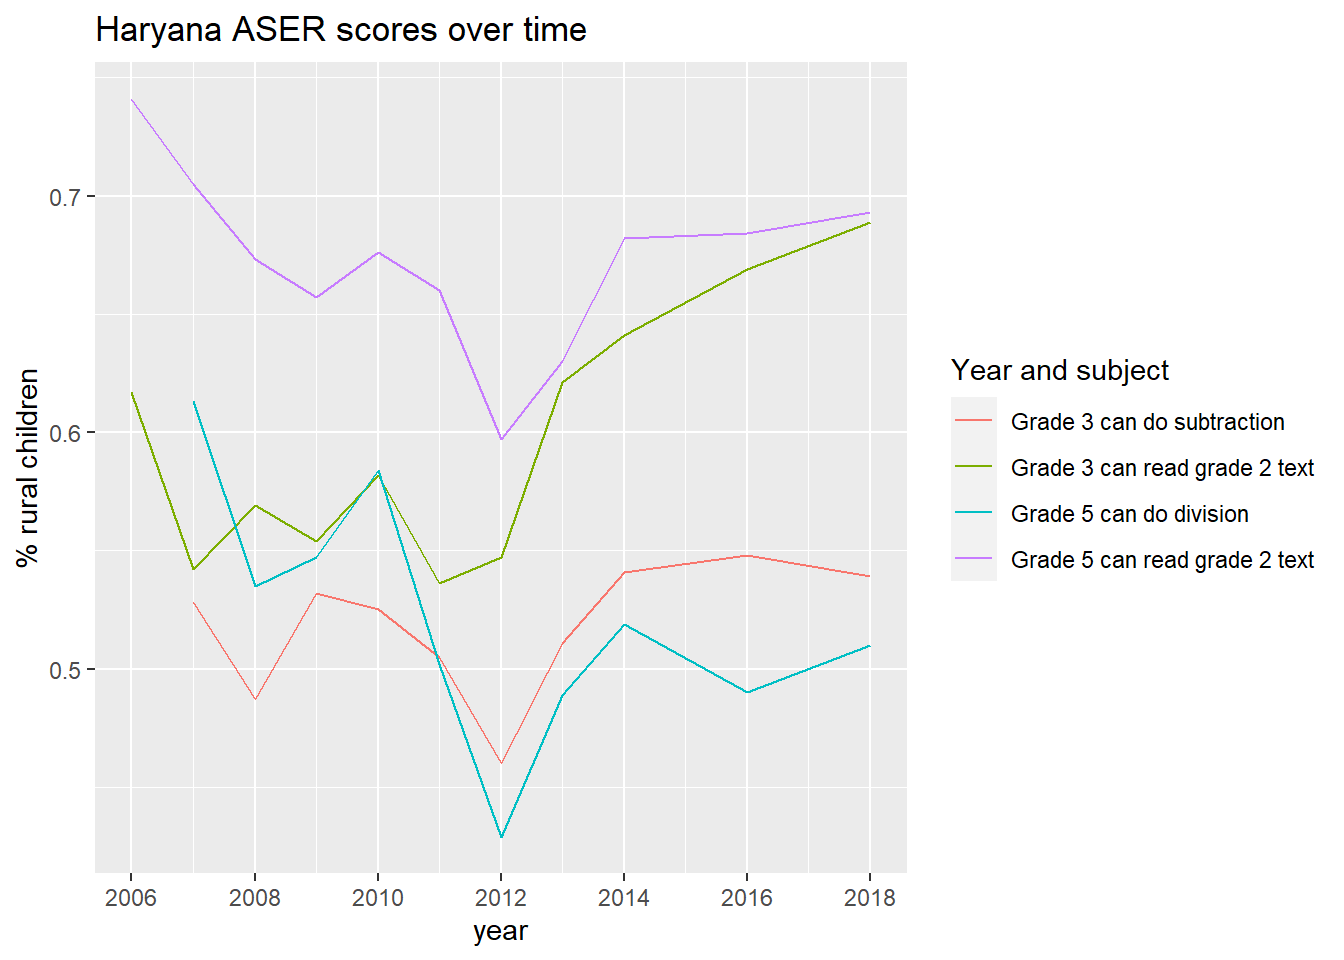 Haryana ASER scores over time
% rural children
0.7
0.6
0.5
2006 2008 2010 2012 2014 2016 2018
year
Year and subject
Grade 3 can do subtraction
Grade 3 can read grade 2 text
Grade 5 can do division
Grade 5 can read grade 2 text